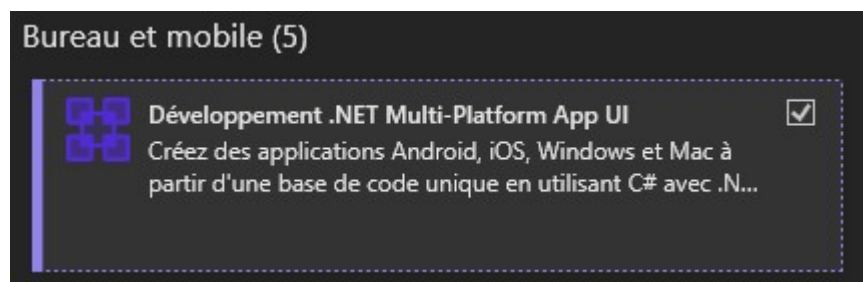 Bureau et mobile (5)
Développement .NET Multi-Platform App UI
Créez des applications Android, iOS, Windows et Mac à
partir d'une base de code unique en utilisant C# avec .N...